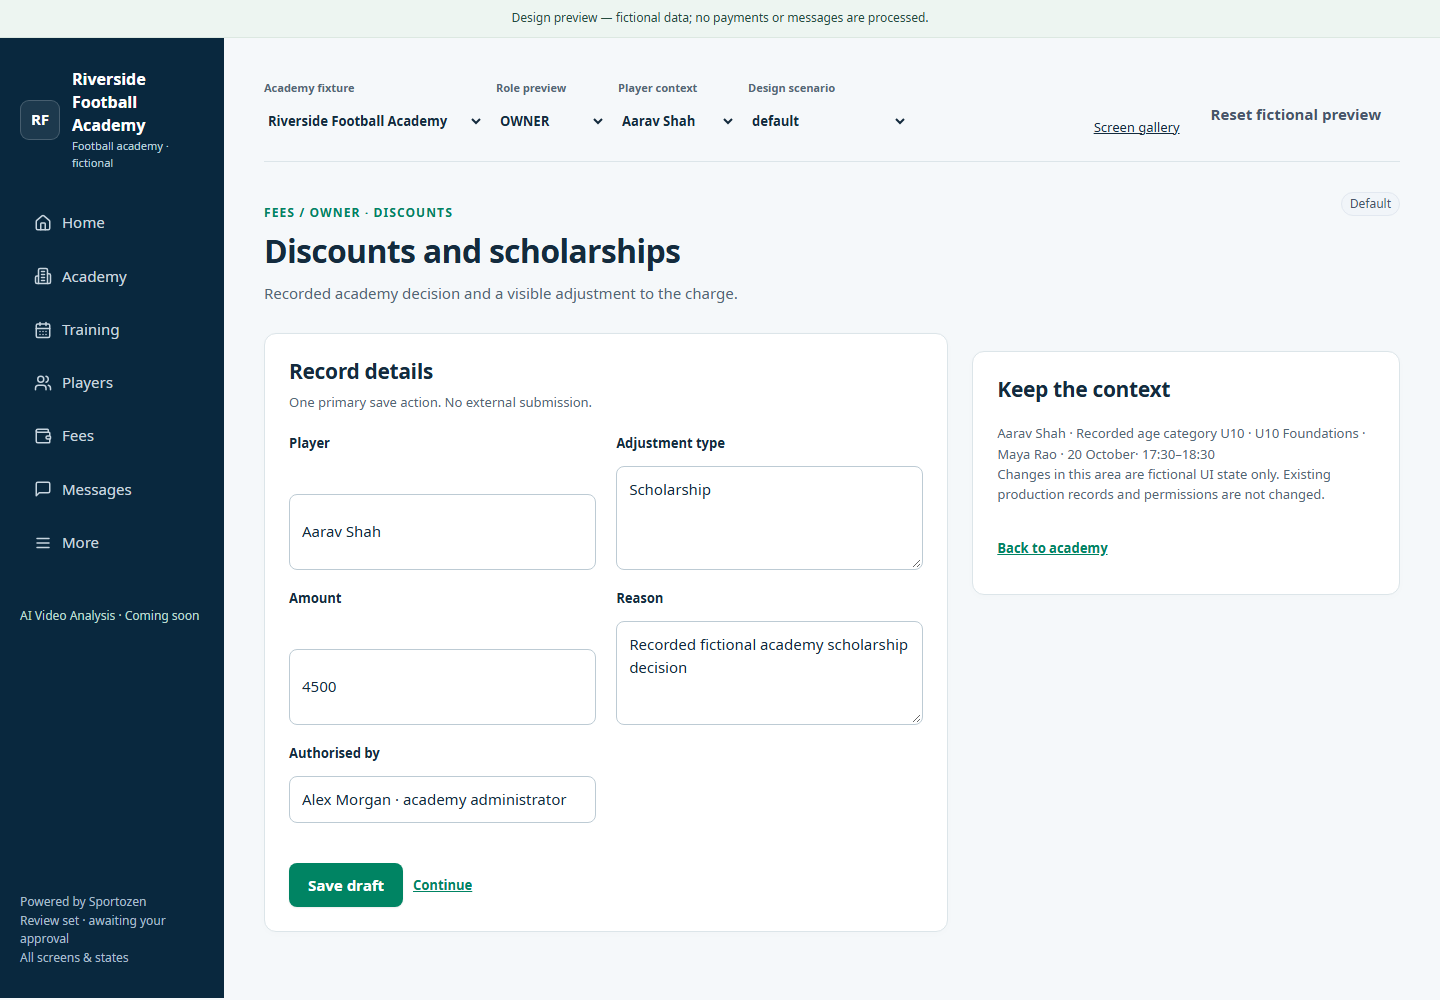 Design preview — fictional data; no payments or messages are processed.
RF
Riverside
Football
Academy
Football academy ·
fictional
Home
Academy
Training
Players
Fees
Messages
More
AI Video Analysis · Coming soon
Powered by Sportozen
Review set · awaiting your
approval
All screens & states
Academy fixture
Riverside Football Academy
Role preview
OWNER
Player context
Aarav Shah
Design scenario
default
Screen gallery
Reset fictional preview
FEES / OWNER · DISCOUNTS
Default
Discounts and scholarships
Recorded academy decision and a visible adjustment to the charge.
Record details
One primary save action. No external submission.
Player
Aarav Shah
Adjustment type
Scholarship
Amount
4500
Reason
Recorded fictional academy scholarship
decision
Authorised by
Alex Morgan · academy administrator
Save draft
Continue
Keep the context
Aarav Shah · Recorded age category U10 · U10 Foundations ·
Maya Rao · 20 October· 17:30–18:30
Changes in this area are fictional UI state only. Existing
production records and permissions are not changed.
Back to academy